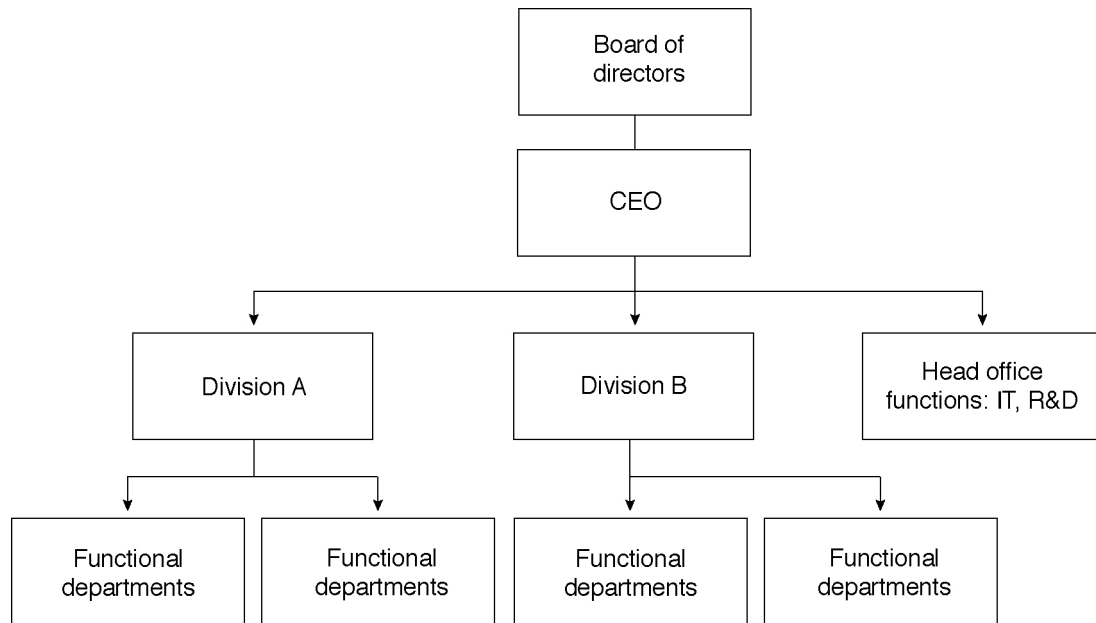 Board of
directors
CEO
Division A
Division B
Head office
functions: IT, R&D
Functional
departments
Functional
departments
Functional
departments
Functional
departments